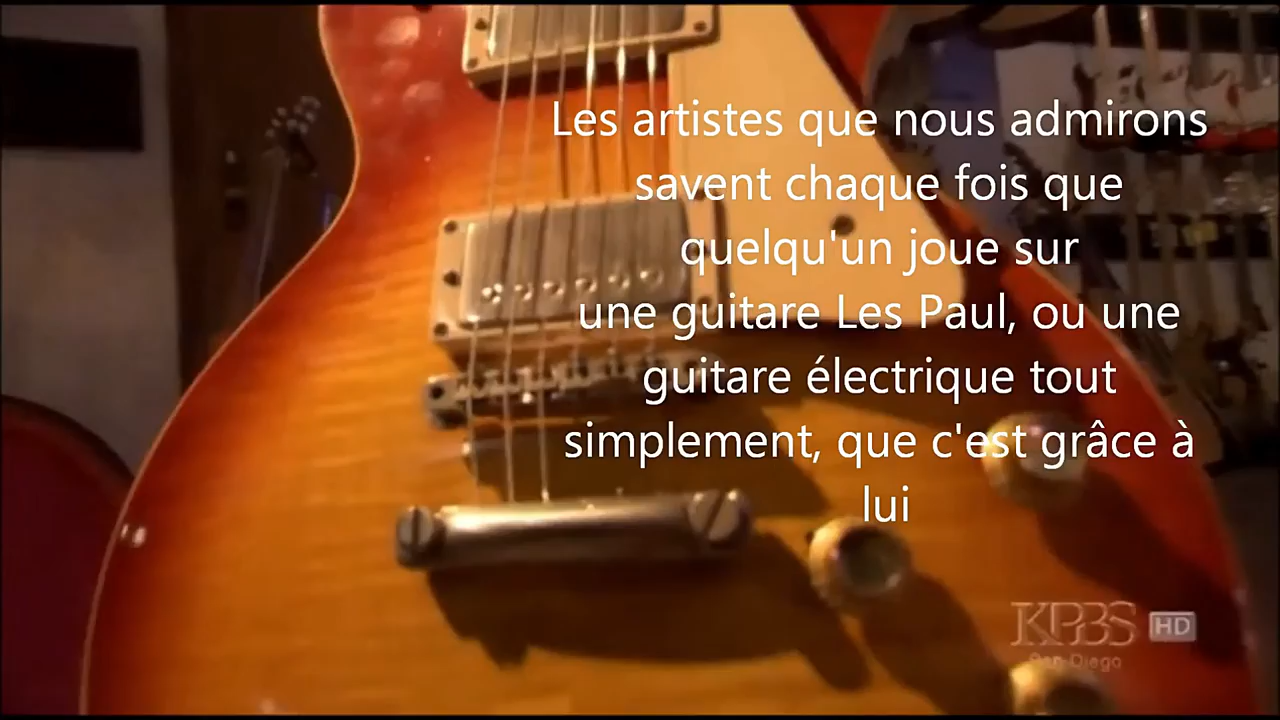 Les artistes que nous admirons
savent chaque fois que
quelqu'un joue sur
une guitare Les Paul, ou une
guitare électrique tout
simplement, que c'est grâce à
lui
KPBS HD
San Diego